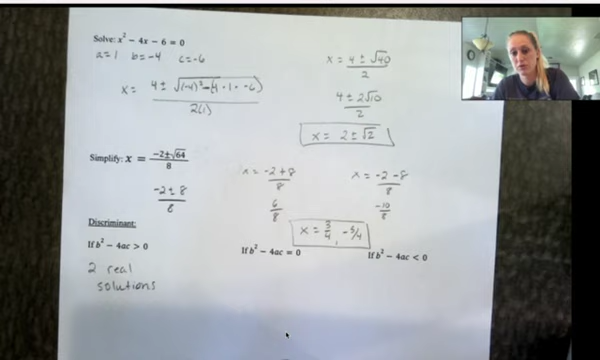 Solve: x² − 4x − 6 = 0
a=1 b=-4 c=-6
x = 4 ± √(-4)² - (4 · 1 · -6)
2(1)
x = 4 ± √40
2
4 ± 2√10
2
x = 2 ± √2
Simplify: x = −2±√64
8
-2 ± 8
8
x = -2 + 8
8
6
8
x = -2 - 8
8
-10
8
x = 3/4, -5/4
Discriminant:
If b² − 4ac > 0
If b² − 4ac = 0
If b² − 4ac < 0
2 real
solutions